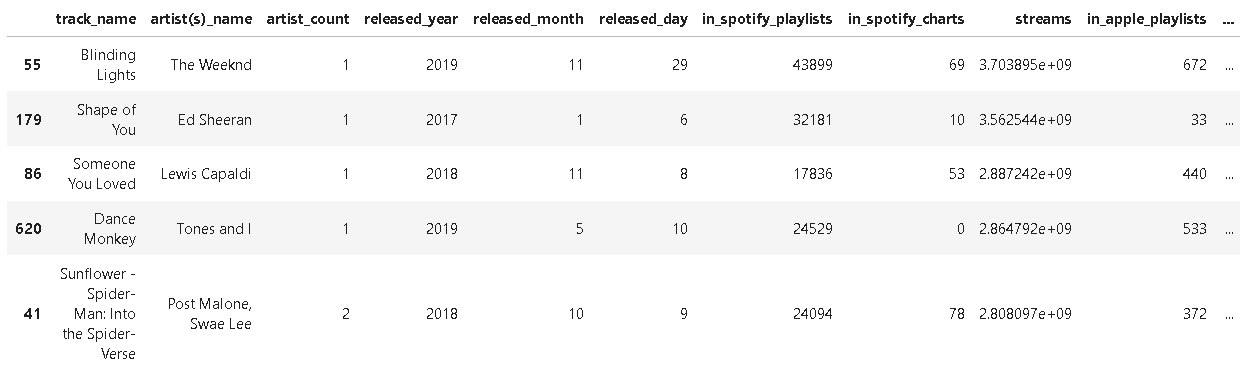 track_name artist(s)_name artist_count released_year released_month released_day in_spotify_playlists in_spotify_charts streams in_apple_playlists ...
55 Blinding Lights The Weeknd 1 2019 11 29 43899 69 3.703895e+09 672 ...
179 Shape of You Ed Sheeran 1 2017 1 6 32181 10 3.562544e+09 33 ...
86 Someone You Loved Lewis Capaldi 1 2018 11 8 17836 53 2.887242e+09 440 ...
620 Dance Monkey Tones and I 1 2019 5 10 24529 0 2.864792e+09 533 ...
41 Sunflower - Spider-Man: Into the Spider-Verse Post Malone, Swae Lee 2 2018 10 9 24094 78 2.808097e+09 372 ...